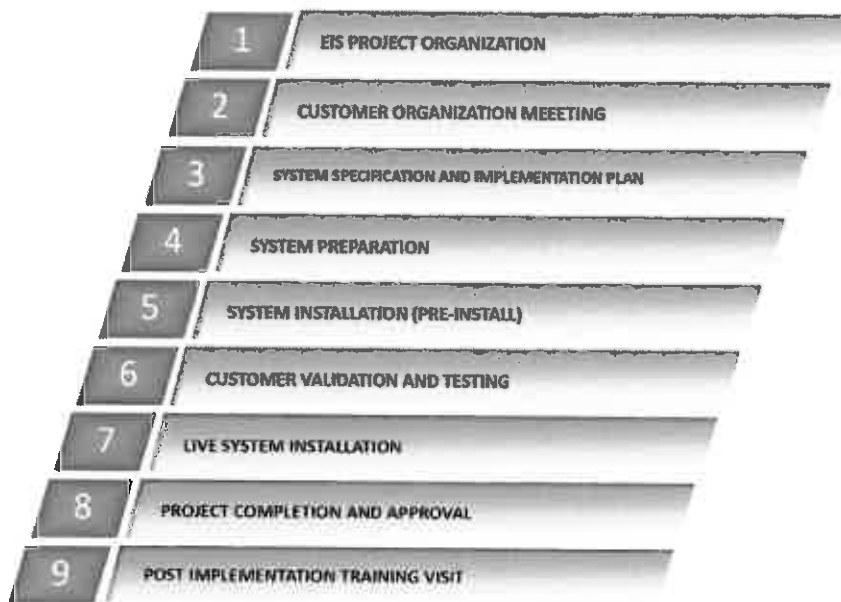 1 EIS PROJECT ORGANIZATION
2 CUSTOMER ORGANIZATION MEEETING
3 SYSTEM SPECIFICATION AND IMPLEMENTATION PLAN
4 SYSTEM PREPARATION
5 SYSTEM INSTALLATION (PRE-INSTALL)
6 CUSTOMER VALIDATION AND TESTING
7 LIVE SYSTEM INSTALLATION
8 PROJECT COMPLETION AND APPROVAL
9 POST IMPLEMENTATION TRAINING VISIT